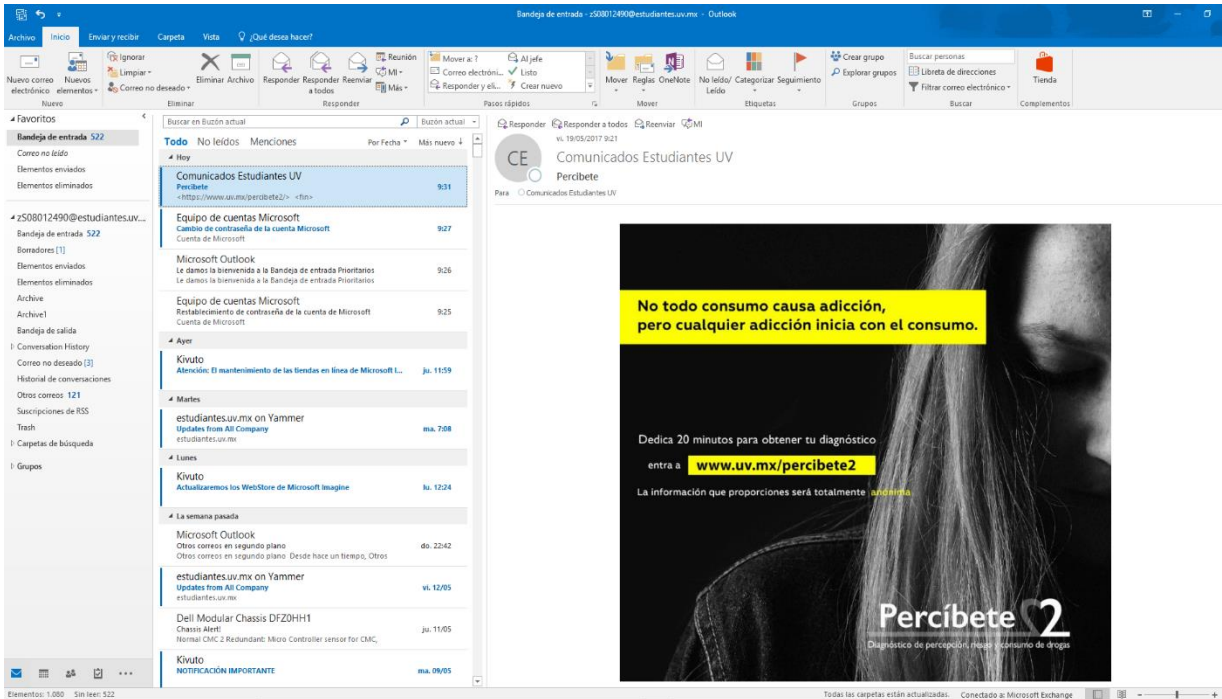 Bandeja de entrada - zS08012490@estudiantes.uv.mx - Outlook
Archivo Inicio Enviar y recibir Carpeta Vista ¿Qué desea hacer?
Nuevo correo electrónico
Nuevos elementos
Nuevo
Ignorar
Limpiar
Correo no deseado
Eliminar Archivo
Eliminar
Responder Responder a todos Reenviar
Reunión
MI
Más
Responder
Mover a: ?
Correo electróni...
Responder y eli...
Al jefe
Listo
Crear nuevo
Pasos rápidos
Mover Reglas OneNote
Mover
No leído/ Leído Categorizar Seguimiento
Etiquetas
Crear grupo
Explorar grupos
Grupos
Buscar personas
Libreta de direcciones
Filtrar correo electrónico
Buscar
Tienda
Complementos
Favoritos
Bandeja de entrada 522
Correo no leído
Elementos enviados
Elementos eliminados
zS08012490@estudiantes.uv....
Bandeja de entrada 522
Borradores [1]
Elementos enviados
Elementos eliminados
Archive
Archive1
Bandeja de salida
Conversation History
Correo no deseado [3]
Historial de conversaciones
Otros correos 121
Suscripciones de RSS
Trash
Carpetas de búsqueda
Grupos
Buscar en Buzón actual Buzón actual
Todo No leídos Menciones Por Fecha Más nuevo ↓
Hoy
Comunicados Estudiantes UV
Percibete 9:31
<https://www.uv.mx/percibete2/> <fin>
Equipo de cuentas Microsoft
Cambio de contraseña de la cuenta Microsoft 9:27
Cuenta de Microsoft
Microsoft Outlook
Le damos la bienvenida a la Bandeja de entrada Prioritarios 9:26
Le damos la bienvenida a la Bandeja de entrada Prioritarios
Equipo de cuentas Microsoft
Restablecimiento de contraseña de la cuenta de Microsoft 9:25
Cuenta de Microsoft
Ayer
Kivuto
Atención: El mantenimiento de las tiendas en línea de Microsoft I... ju. 11:59
Martes
estudiantes.uv.mx on Yammer
Updates from All Company ma. 7:08
estudiantes.uv.mx
Lunes
Kivuto
Actualizaremos los WebStore de Microsoft Imagine lu. 12:24
La semana pasada
Microsoft Outlook
Otros correos en segundo plano do. 22:42
Otros correos en segundo plano Desde hace un tiempo, Otros
estudiantes.uv.mx on Yammer
Updates from All Company vi. 12/05
estudiantes.uv.mx
Dell Modular Chassis DFZ0HH1
Chassis Alert! ju. 11/05
Normal CMC 2 Redundant: Micro Controller sensor for CMC,
Kivuto
NOTIFICACIÓN IMPORTANTE ma. 09/05
Responder Responder a todos Reenviar MI
vi. 19/05/2017 9:21
CE
Comunicados Estudiantes UV
Percibete
Para Comunicados Estudiantes UV
No todo consumo causa adicción,
pero cualquier adicción inicia con el consumo.
Dedica 20 minutos para obtener tu diagnóstico
entra a www.uv.mx/percibete2
La información que proporciones será totalmente anónima
Percíbete 2
Diagnóstico de percepción, riesgo y consumo de drogas
Elementos: 1.080 Sin leer: 522
Todas las carpetas están actualizadas. Conectado a: Microsoft Exchange